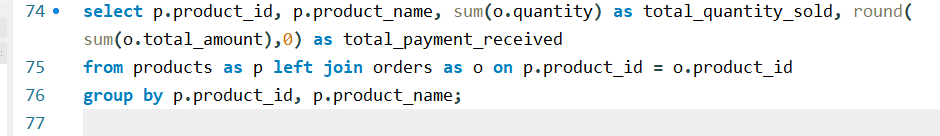 74 select p.product_id, p.product_name, sum(o.quantity) as total_quantity_sold, round(
sum(o.total_amount),0) as total_payment_received
75 from products as p left join orders as o on p.product_id = o.product_id
76 group by p.product_id, p.product_name;
77